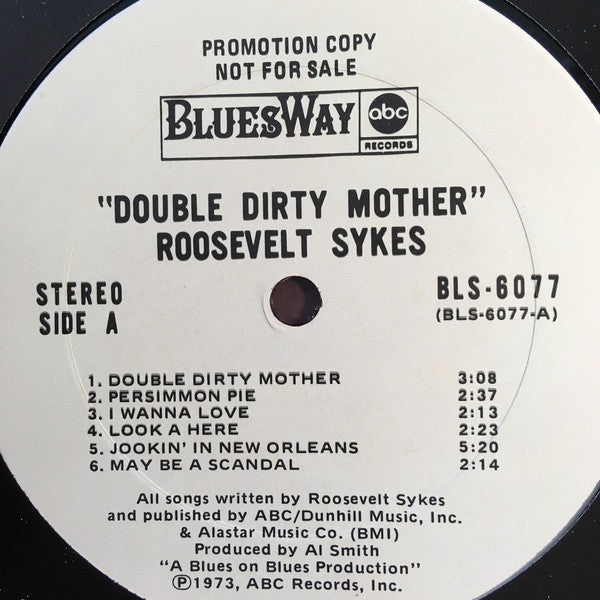 PROMOTION COPY
NOT FOR SALE
BLUESWAY abc RECORDS
"DOUBLE DIRTY MOTHER"
ROOSEVELT SYKES
STEREO BLS-6077
SIDE A (BLS-6077-A)
1. DOUBLE DIRTY MOTHER 3:08
2. PERSIMMON PIE 2:37
3. I WANNA LOVE 2:13
4. LOOK A HERE 2:23
5. JOOKIN' IN NEW ORLEANS 5:20
6. MAY BE A SCANDAL 2:14
All songs written by Roosevelt Sykes
and published by ABC/Dunhill Music, Inc.
& Alastar Music Co. (BMI)
Produced by Al Smith
"A Blues on Blues Production"
Ⓟ1973, ABC Records, Inc.